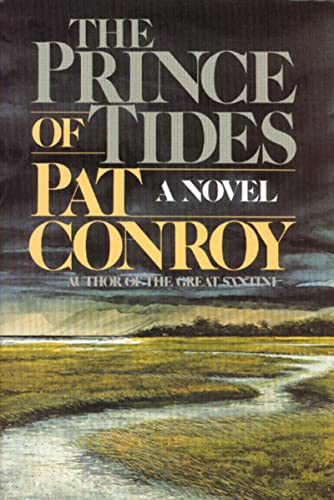 THE
PRINCE
OF TIDES
PAT
A NOVEL
CONROY
AUTHOR OF THE GREAT SANTINI